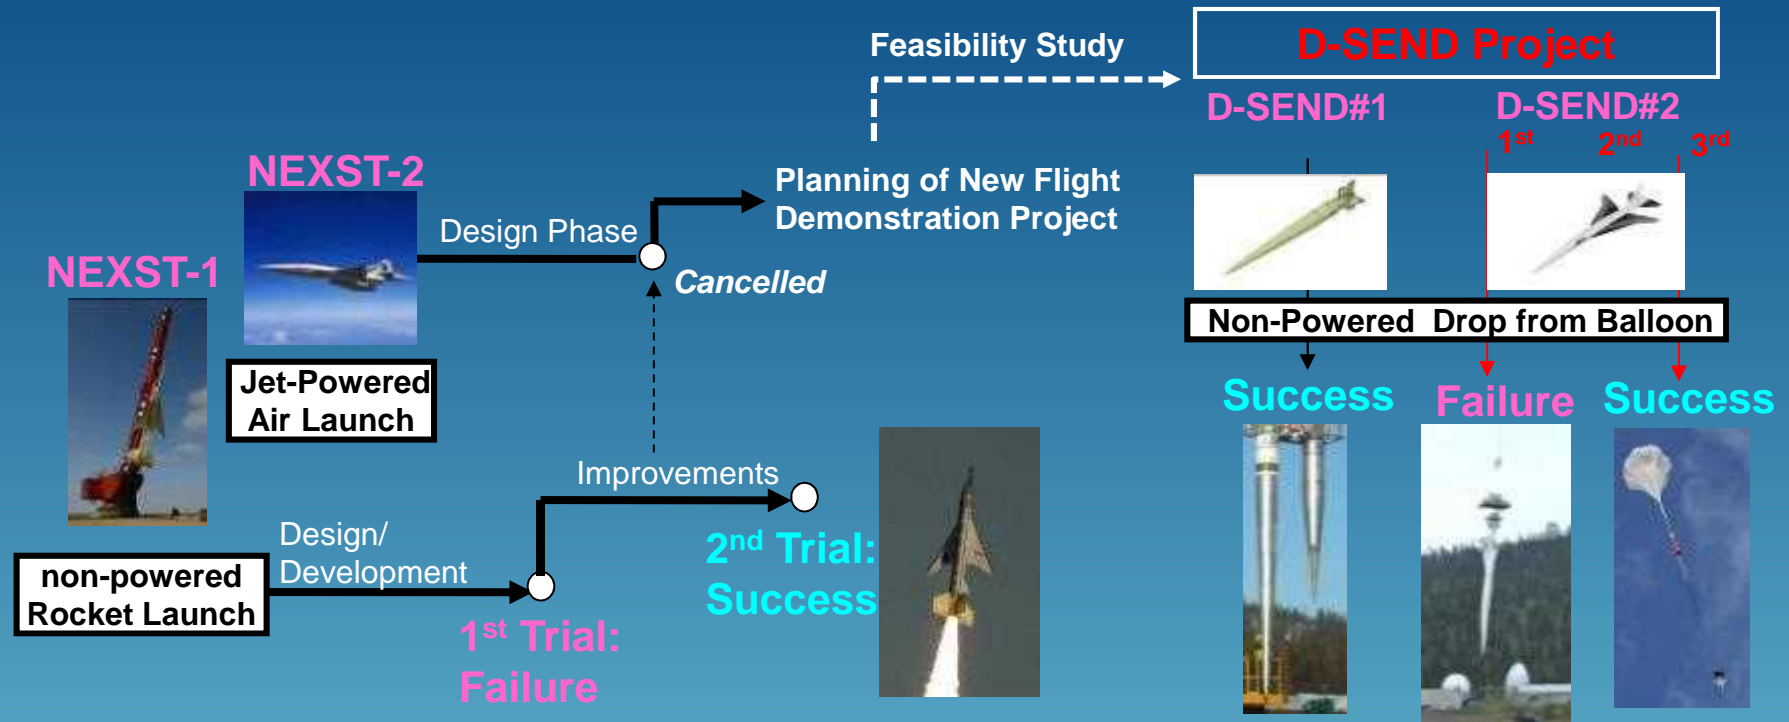 Feasibility Study
D-SEND Project
D-SEND#1
D-SEND#2
1st
2nd
3rd
NEXST-2
Planning of New Flight
Demonstration Project
Design Phase
NEXST-1
Cancelled
Non-Powered Drop from Balloon
Jet-Powered
Air Launch
Success
Failure
Success
Improvements
Design/
Development
2nd Trial:
Success
non-powered
Rocket Launch
1st Trial:
Failure